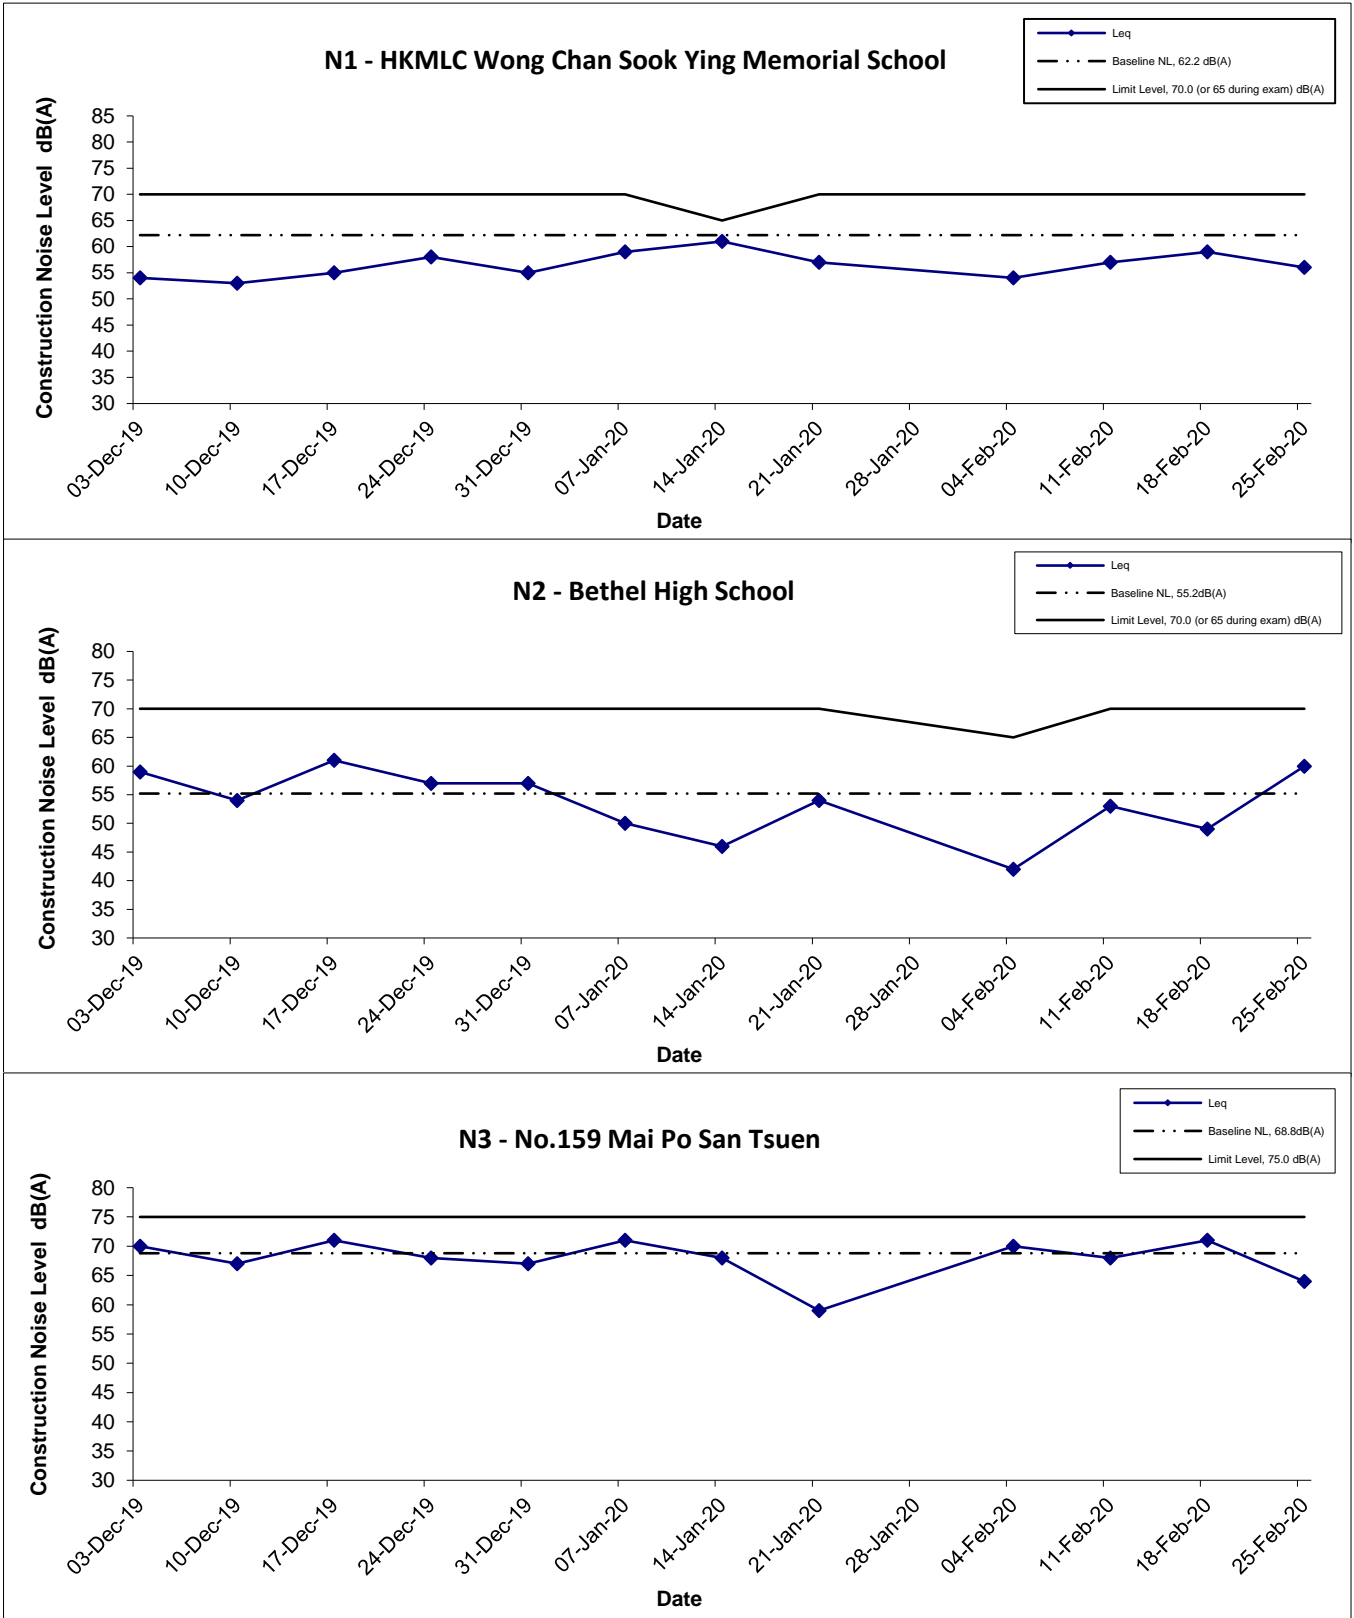 N1 - HKMLC Wong Chan Sook Ying Memorial School
Leq
Baseline NL, 62.2 dB(A)
Limit Level, 70.0 (or 65 during exam) dB(A)
Construction Noise Level dB(A)
85
80
75
70
65
60
55
50
45
40
35
30
03-Dec-19
10-Dec-19
17-Dec-19
24-Dec-19
31-Dec-19
07-Jan-20
14-Jan-20
21-Jan-20
28-Jan-20
04-Feb-20
11-Feb-20
18-Feb-20
25-Feb-20
Date
N2 - Bethel High School
Leq
Baseline NL, 55.2dB(A)
Limit Level, 70.0 (or 65 during exam) dB(A)
Construction Noise Level dB(A)
80
75
70
65
60
55
50
45
40
35
30
03-Dec-19
10-Dec-19
17-Dec-19
24-Dec-19
31-Dec-19
07-Jan-20
14-Jan-20
21-Jan-20
28-Jan-20
04-Feb-20
11-Feb-20
18-Feb-20
25-Feb-20
Date
N3 - No.159 Mai Po San Tsuen
Leq
Baseline NL, 68.8dB(A)
Limit Level, 75.0 dB(A)
Construction Noise Level dB(A)
80
75
70
65
60
55
50
45
40
35
30
03-Dec-19
10-Dec-19
17-Dec-19
24-Dec-19
31-Dec-19
07-Jan-20
14-Jan-20
21-Jan-20
28-Jan-20
04-Feb-20
11-Feb-20
18-Feb-20
25-Feb-20
Date